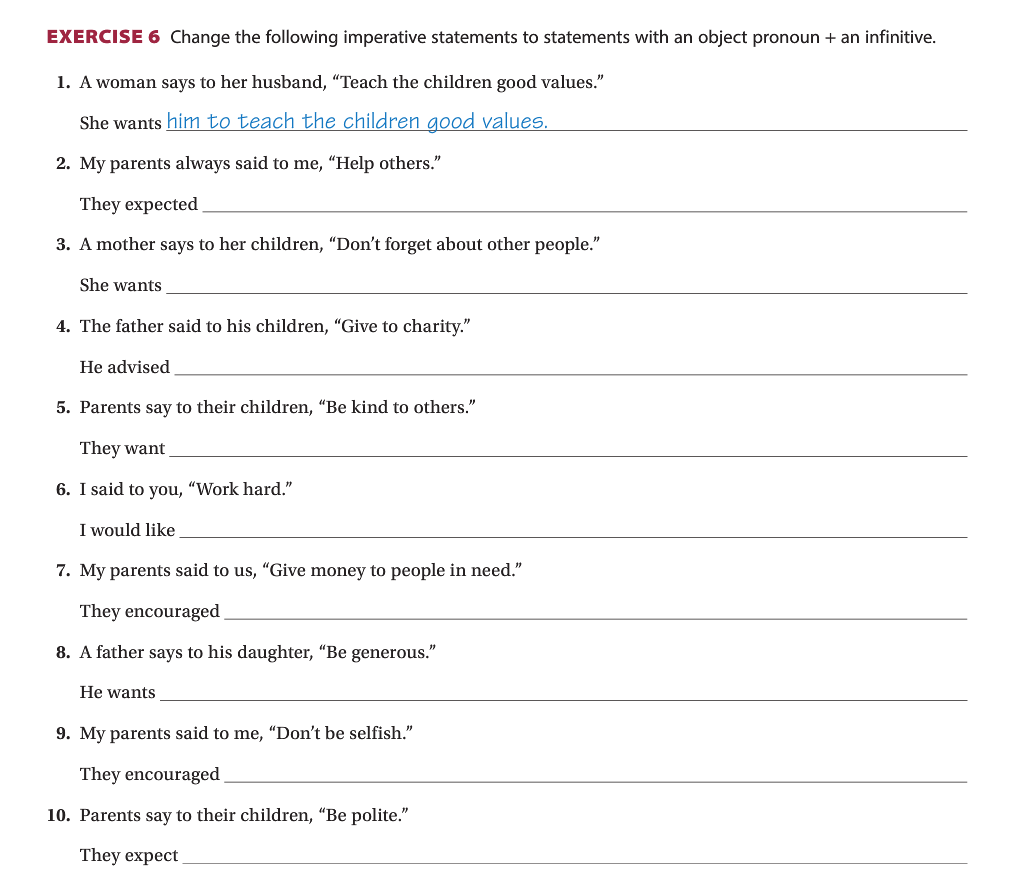 EXERCISE 6 Change the following imperative statements to statements with an object pronoun + an infinitive.
1. A woman says to her husband, “Teach the children good values.”
She wants him to teach the children good values.
2. My parents always said to me, “Help others.”
They expected
3. A mother says to her children, “Don’t forget about other people.”
She wants
4. The father said to his children, “Give to charity.”
He advised
5. Parents say to their children, “Be kind to others.”
They want
6. I said to you, “Work hard.”
I would like
7. My parents said to us, “Give money to people in need.”
They encouraged
8. A father says to his daughter, “Be generous.”
He wants
9. My parents said to me, “Don’t be selfish.”
They encouraged
10. Parents say to their children, “Be polite.”
They expect